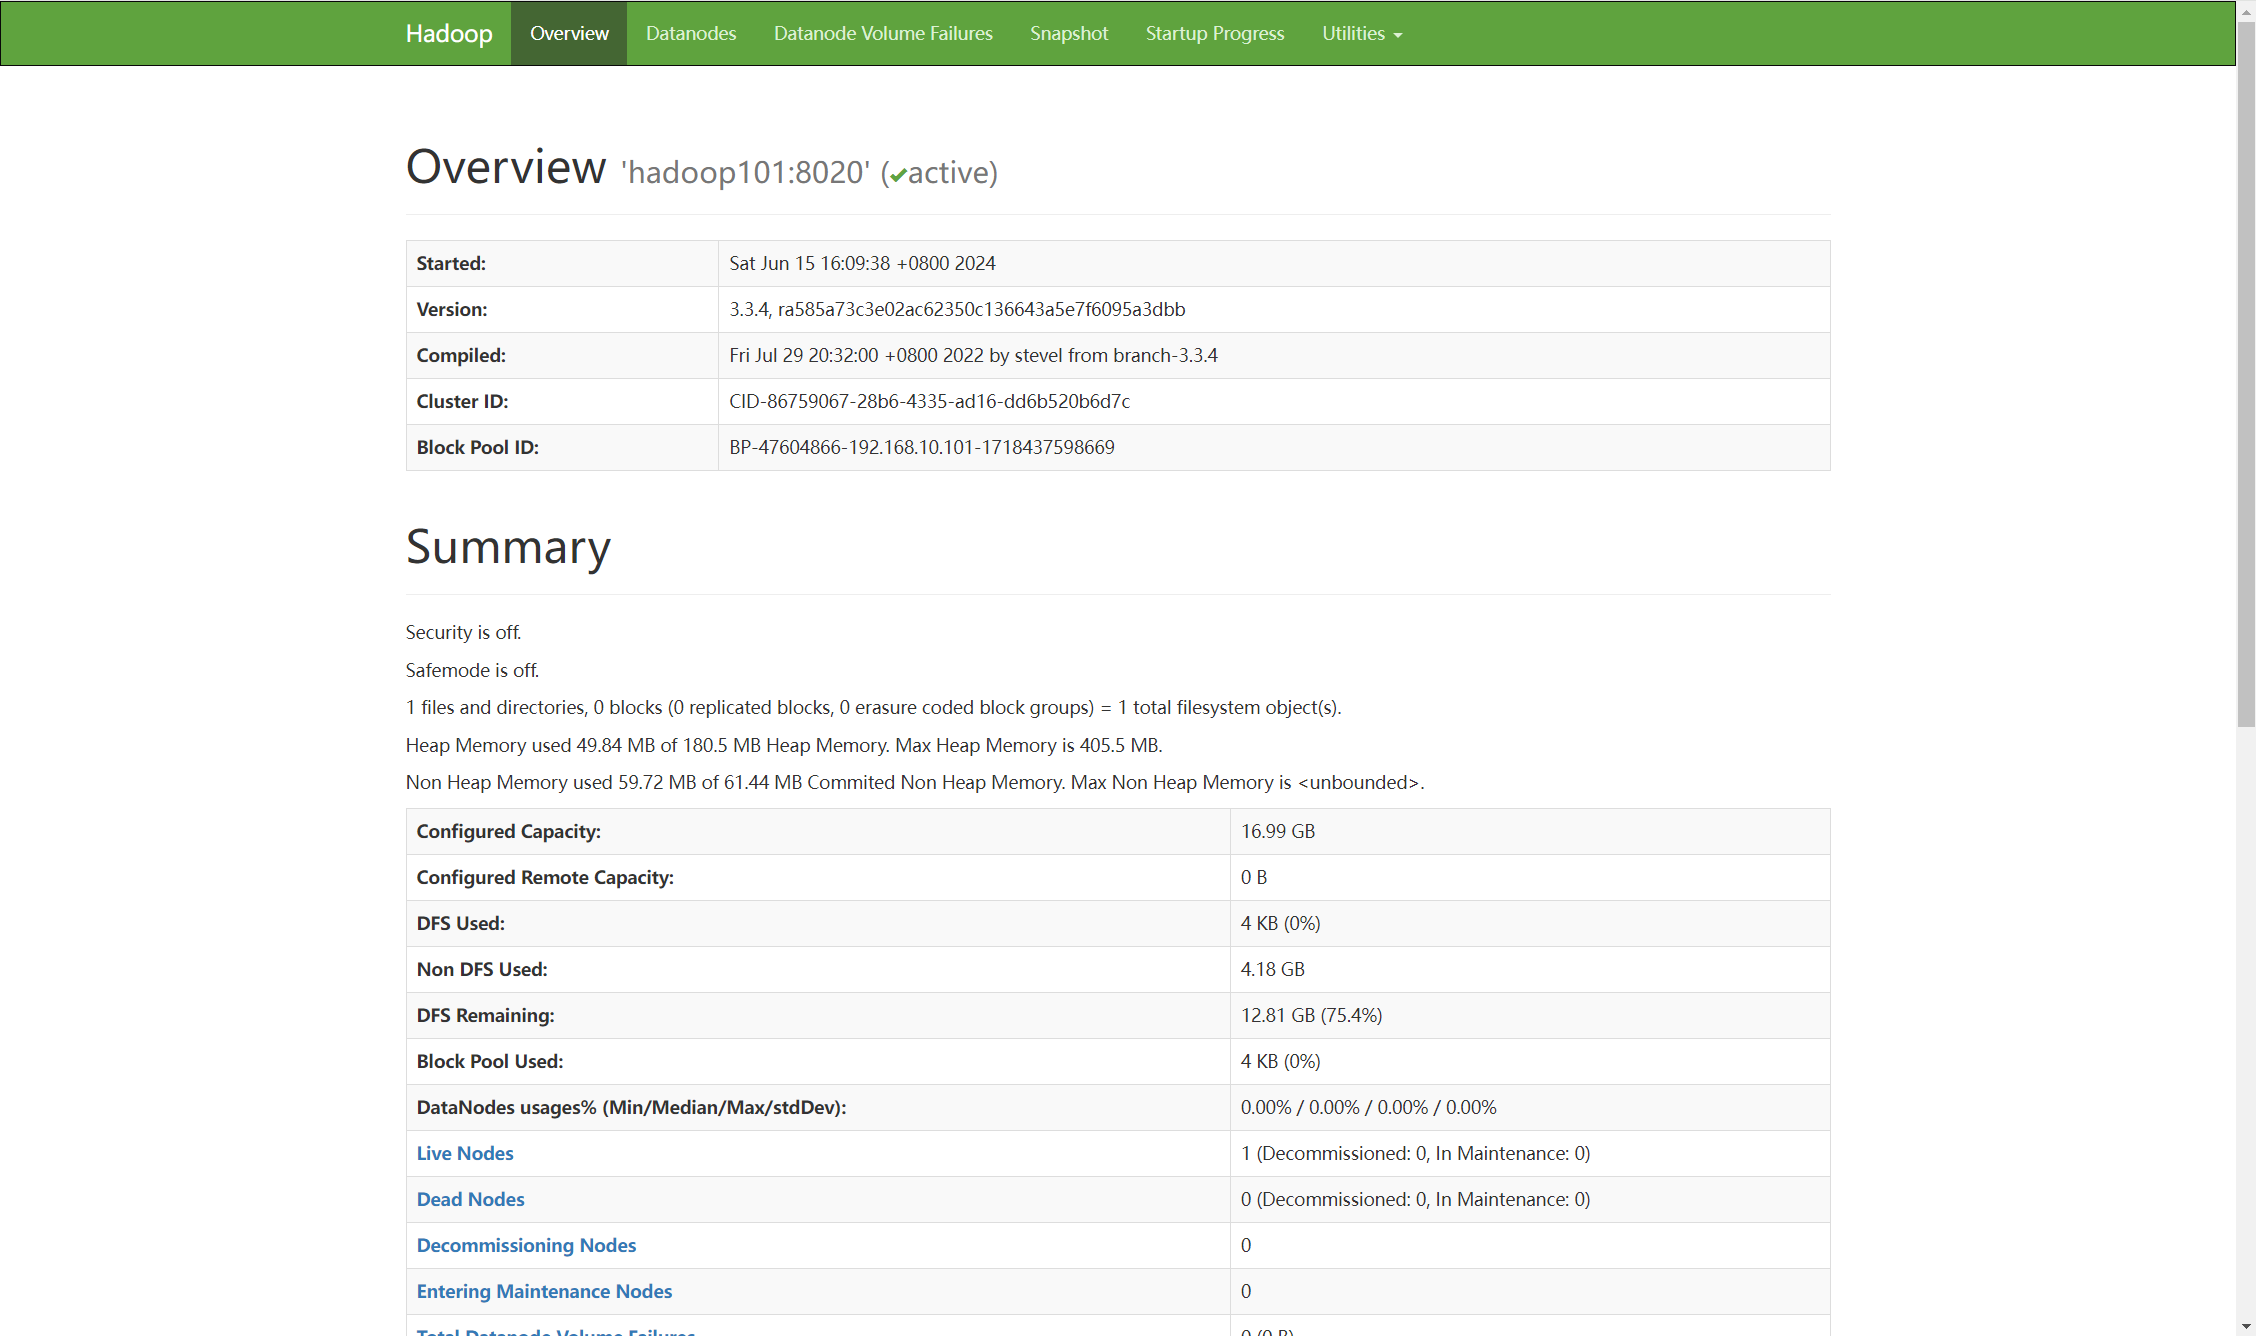 Hadoop Overview Datanodes Datanode Volume Failures Snapshot Startup Progress Utilities
Overview 'hadoop101:8020' (✔active)
Started: Sat Jun 15 16:09:38 +0800 2024
Version: 3.3.4, ra585a73c3e02ac62350c136643a5e7f6095a3dbb
Compiled: Fri Jul 29 20:32:00 +0800 2022 by stevel from branch-3.3.4
Cluster ID: CID-86759067-28b6-4335-ad16-dd6b520b6d7c
Block Pool ID: BP-47604866-192.168.10.101-1718437598669
Summary
Security is off.
Safemode is off.
1 files and directories, 0 blocks (0 replicated blocks, 0 erasure coded block groups) = 1 total filesystem object(s).
Heap Memory used 49.84 MB of 180.5 MB Heap Memory. Max Heap Memory is 405.5 MB.
Non Heap Memory used 59.72 MB of 61.44 MB Commited Non Heap Memory. Max Non Heap Memory is <unbounded>.
Configured Capacity: 16.99 GB
Configured Remote Capacity: 0 B
DFS Used: 4 KB (0%)
Non DFS Used: 4.18 GB
DFS Remaining: 12.81 GB (75.4%)
Block Pool Used: 4 KB (0%)
DataNodes usages% (Min/Median/Max/stdDev): 0.00% / 0.00% / 0.00% / 0.00%
Live Nodes 1 (Decommissioned: 0, In Maintenance: 0)
Dead Nodes 0 (Decommissioned: 0, In Maintenance: 0)
Decommissioning Nodes 0
Entering Maintenance Nodes 0
Total Datanode Volume Failures 0 (0 B)